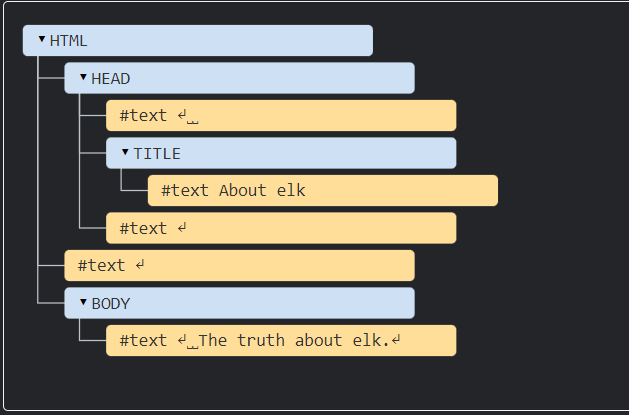 ▾ HTML
▾ HEAD
#text ↵␣␣
▾ TITLE
#text About elk
#text ↵
#text ↵
▾ BODY
#text ↵␣␣The truth about elk.↵